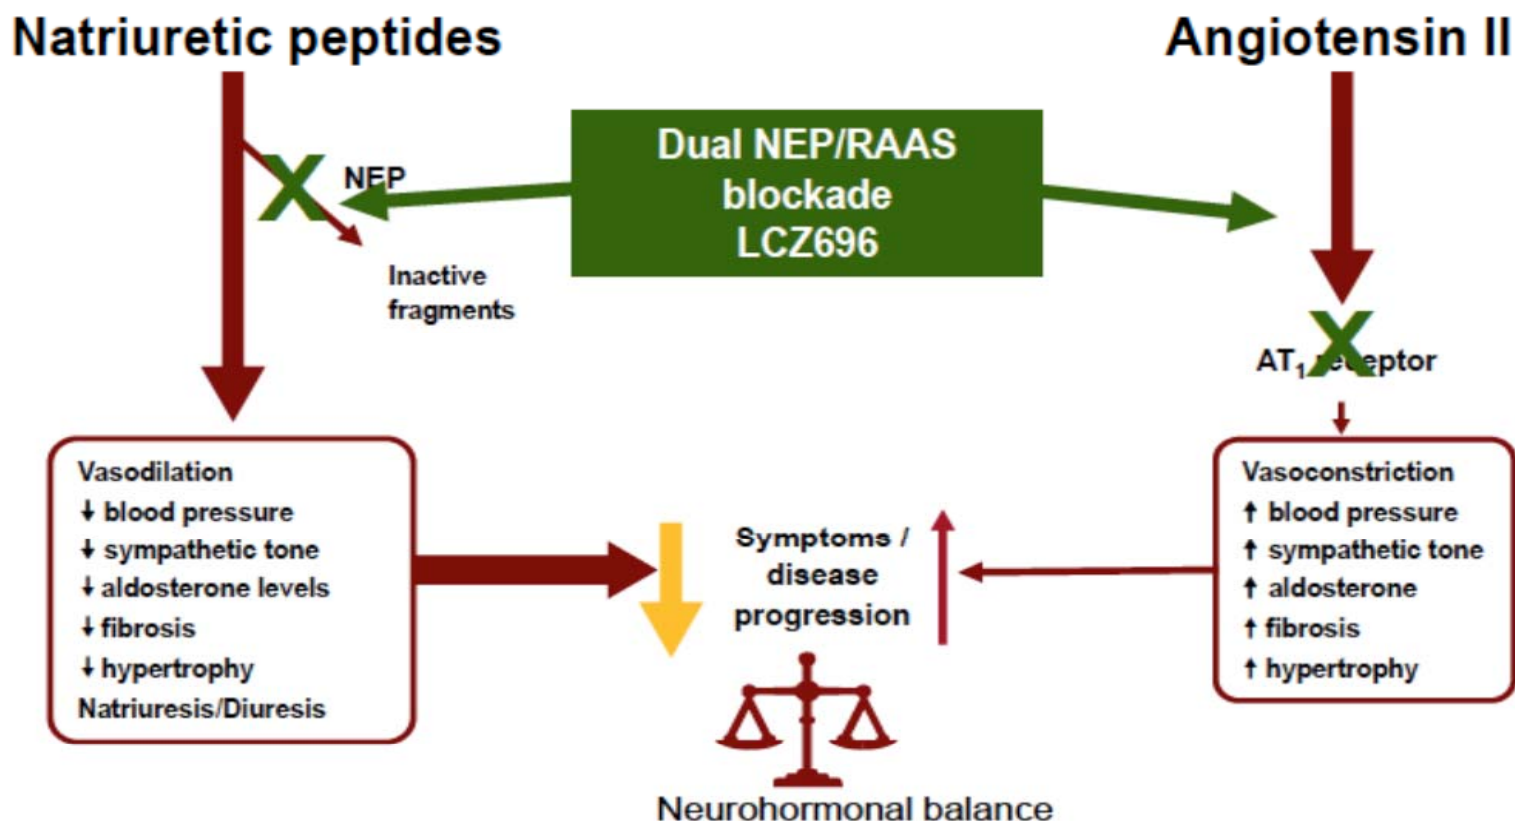 Natriuretic peptides
Angiotensin II
Dual NEP/RAAS
blockade
LCZ696
NEP
Inactive
fragments
AT₁ receptor
Vasodilation
↓ blood pressure
↓ sympathetic tone
↓ aldosterone levels
↓ fibrosis
↓ hypertrophy
Natriuresis/Diuresis
Symptoms /
disease
progression
Vasoconstriction
↑ blood pressure
↑ sympathetic tone
↑ aldosterone
↑ fibrosis
↑ hypertrophy
Neurohormonal balance